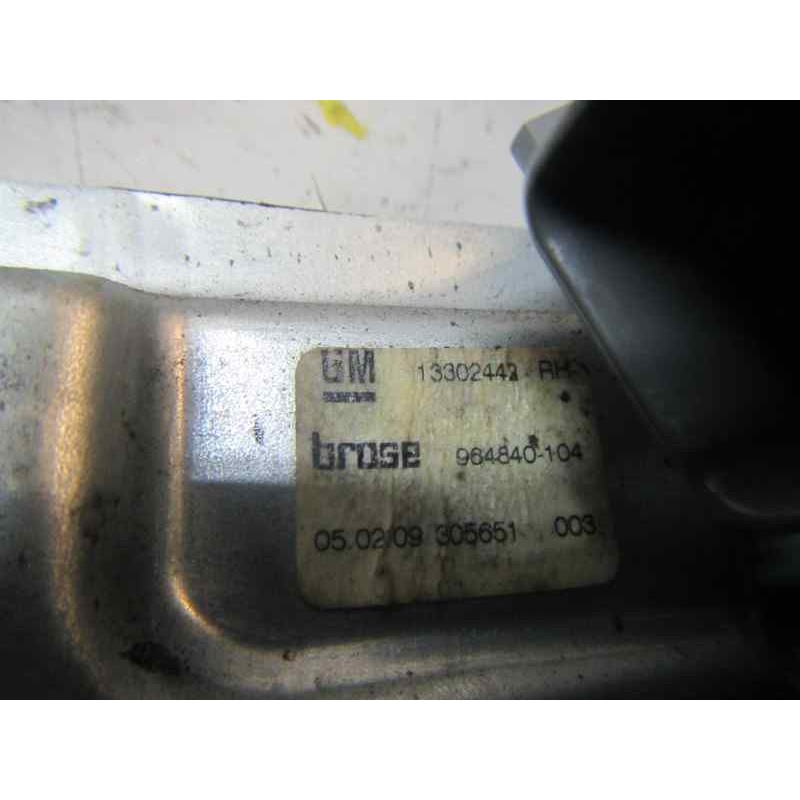 GM 13302442 RH
brose 964840-104
05.02.09 305651 003